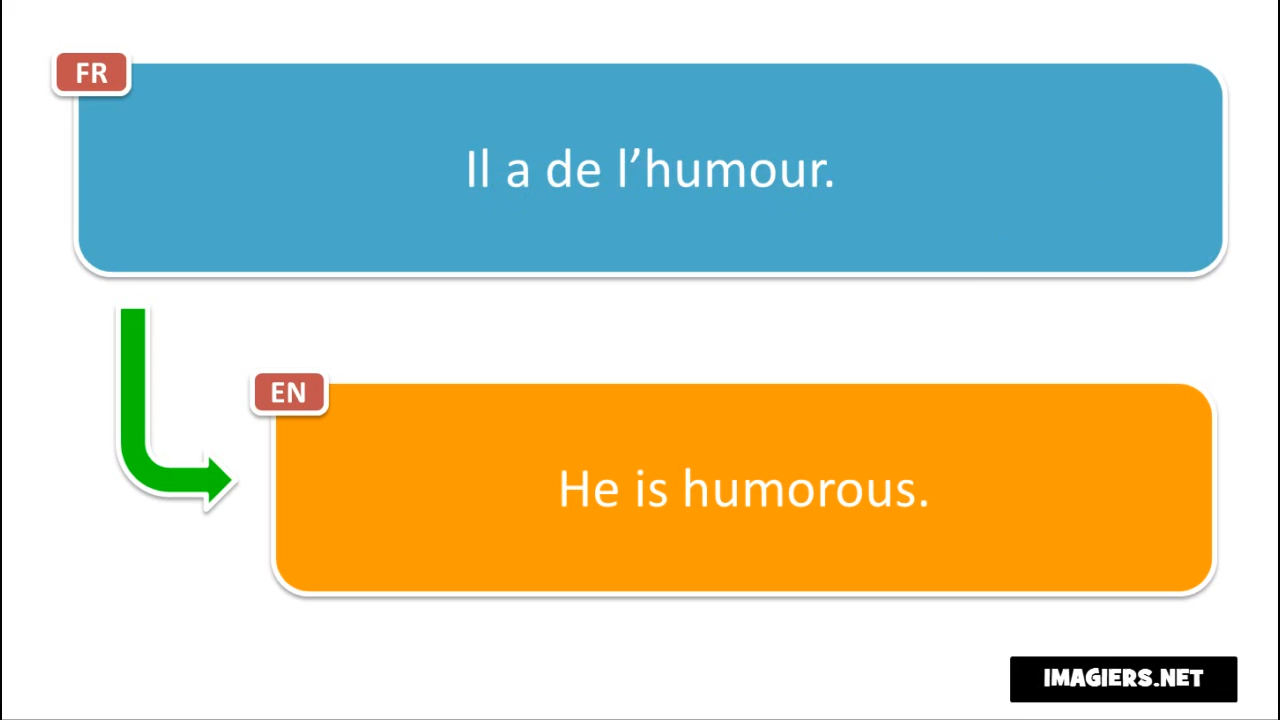 FR
Il a de l’humour.
EN
He is humorous.
IMAGIERS.NET